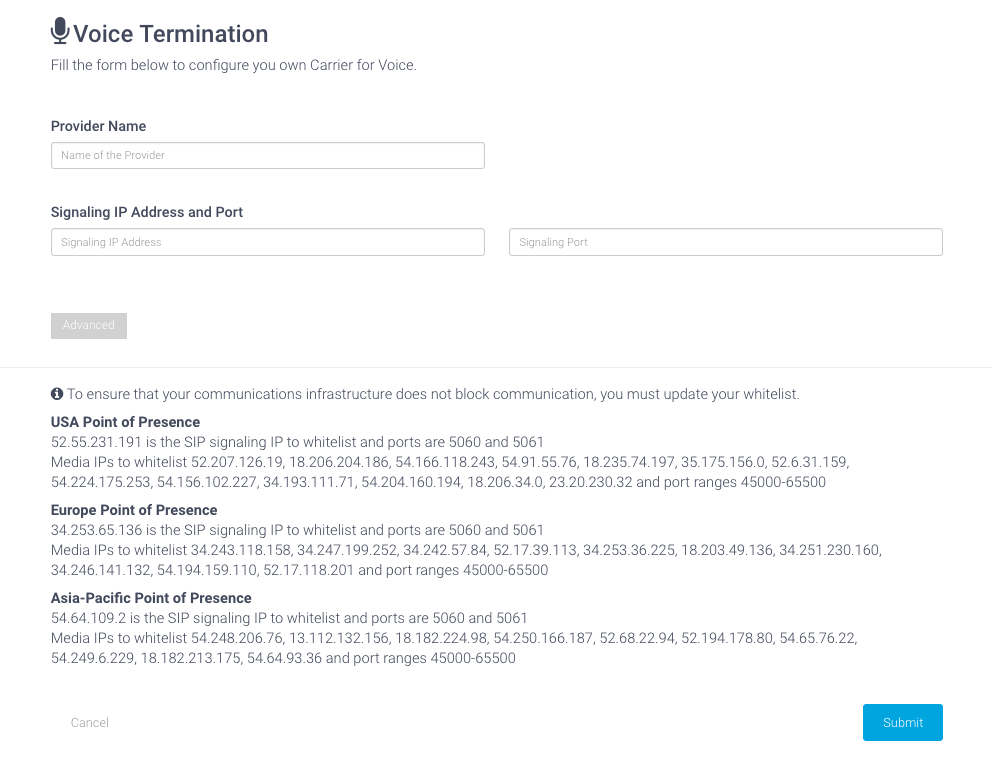 Voice Termination
Fill the form below to configure you own Carrier for Voice.
Provider Name
Name of the Provider
Signaling IP Address and Port
Signaling IP Address
Signaling Port
Advanced
To ensure that your communications infrastructure does not block communication, you must update your whitelist.
USA Point of Presence
52.55.231.191 is the SIP signaling IP to whitelist and ports are 5060 and 5061
Media IPs to whitelist 52.207.126.19, 18.206.204.186, 54.166.118.243, 54.91.55.76, 18.235.74.197, 35.175.156.0, 52.6.31.159,
54.224.175.253, 54.156.102.227, 34.193.111.71, 54.204.160.194, 18.206.34.0, 23.20.230.32 and port ranges 45000-65500
Europe Point of Presence
34.253.65.136 is the SIP signaling IP to whitelist and ports are 5060 and 5061
Media IPs to whitelist 34.243.118.158, 34.247.199.252, 34.242.57.84, 52.17.39.113, 34.253.36.225, 18.203.49.136, 34.251.230.160,
34.246.141.132, 54.194.159.110, 52.17.118.201 and port ranges 45000-65500
Asia-Pacific Point of Presence
54.64.109.2 is the SIP signaling IP to whitelist and ports are 5060 and 5061
Media IPs to whitelist 54.248.206.76, 13.112.132.156, 18.182.224.98, 54.250.166.187, 52.68.22.94, 52.194.178.80, 54.65.76.22,
54.249.6.229, 18.182.213.175, 54.64.93.36 and port ranges 45000-65500
Cancel
Submit